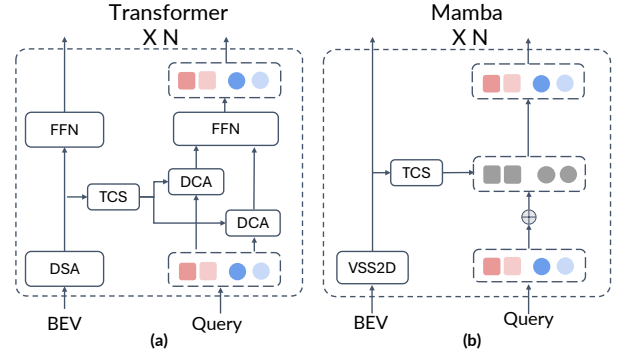 Transformer
X N
FFN
FFN
DCA
TCS
DCA
DSA
BEV
Query
(a)
Mamba
X N
TCS
VSS2D
BEV
Query
(b)